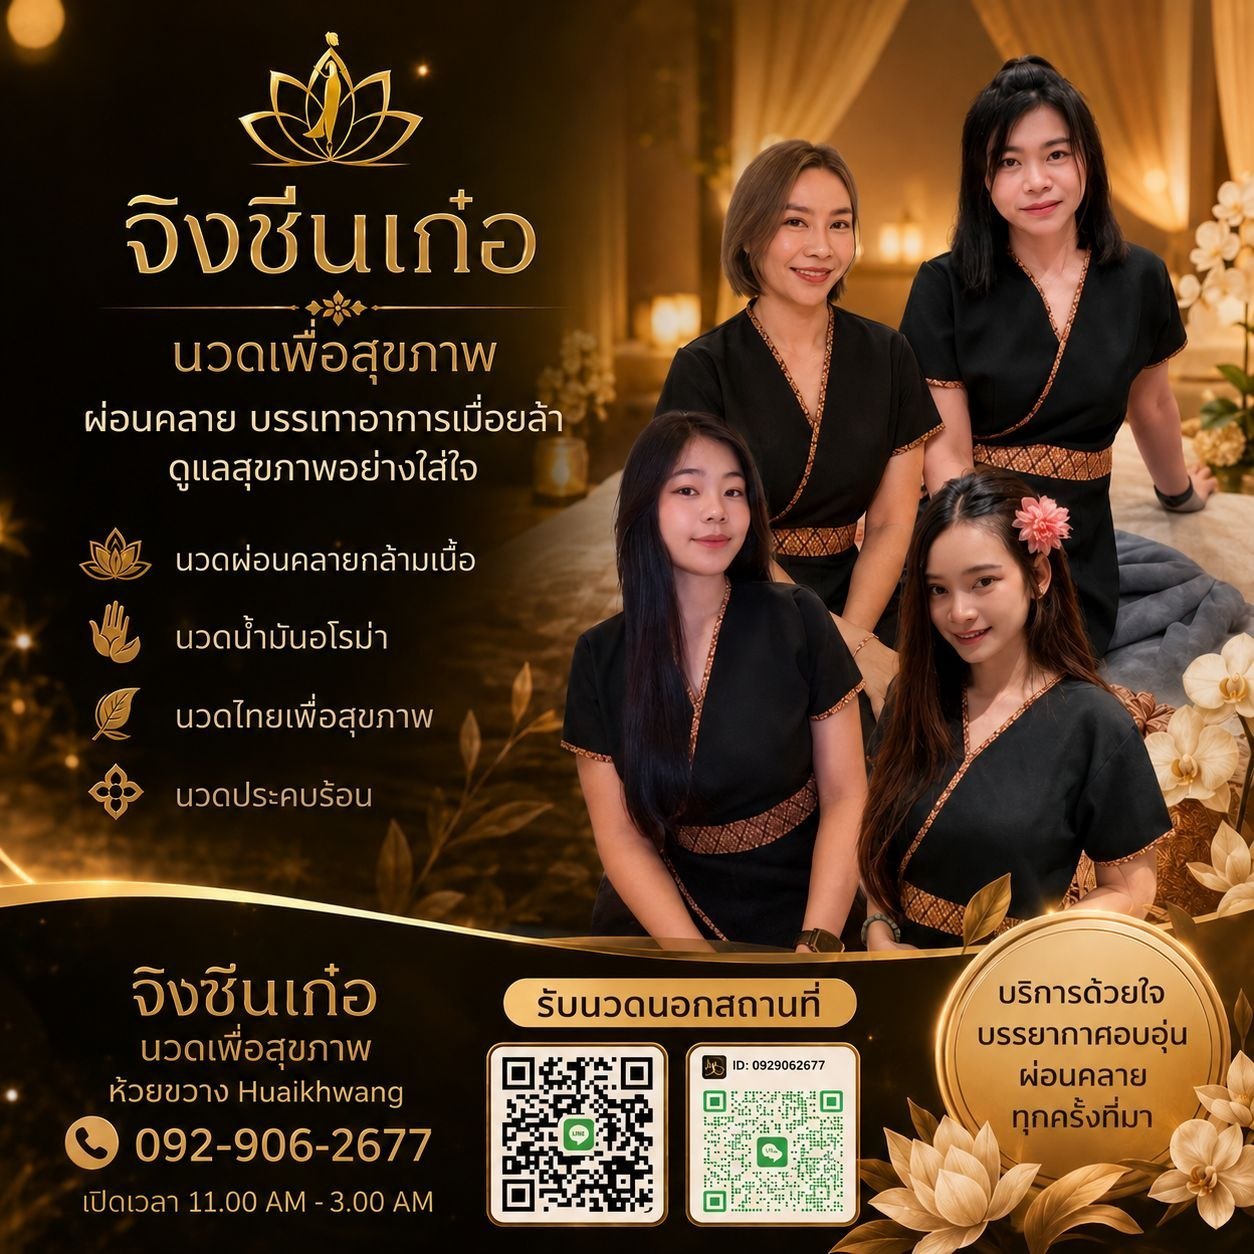 จิงชีนเก๋อ
นวดเพื่อสุขภาพ
ผ่อนคลาย บรรเทาอาการเมื่อยล้า
ดูแลสุขภาพอย่างใส่ใจ
นวดผ่อนคลายกล้ามเนื้อ
นวดน้ำมันอโรม่า
นวดไทยเพื่อสุขภาพ
นวดประคบร้อน
จิงซีนเก๋อ
นวดเพื่อสุขภาพ
ห้วยขวาง Huaikhwang
092-906-2677
เปิดเวลา 11.00 AM - 3.00 AM
รับนวดนอกสถานที่
LINE
ID: 0929062677
บริการด้วยใจ
บรรยากาศอบอุ่น
ผ่อนคลาย
ทุกครั้งที่มา